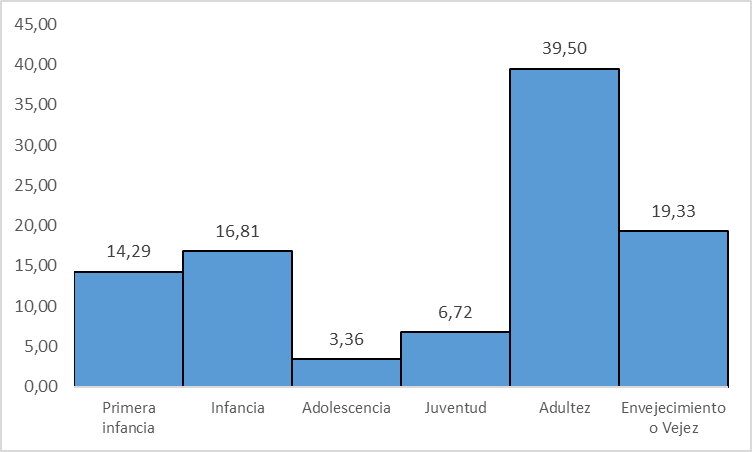 45,00
40,00
35,00
30,00
25,00
20,00
15,00
10,00
5,00
0,00
14,29
16,81
3,36
6,72
39,50
19,33
Primera
infancia
Infancia
Adolescencia
Juventud
Adultez
Envejecimiento
o Vejez